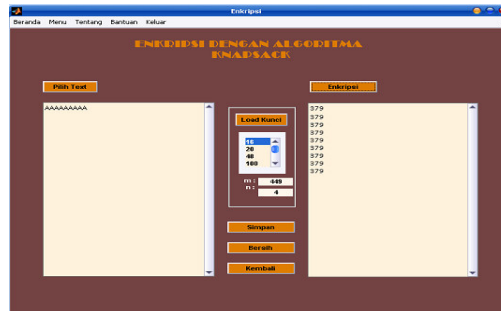 Enkripsi
Beranda Menu Tentang Bantuan Keluar
ENKRIPSI DENGAN ALGORITMA
KNAPSACK
Pilih Text
Enkripsi
AAAAAAAAA
379
379
379
379
379
379
379
379
379
Load Kunci
10
20
40
100
m : 449
n : 4
Simpan
Bersih
Kembali